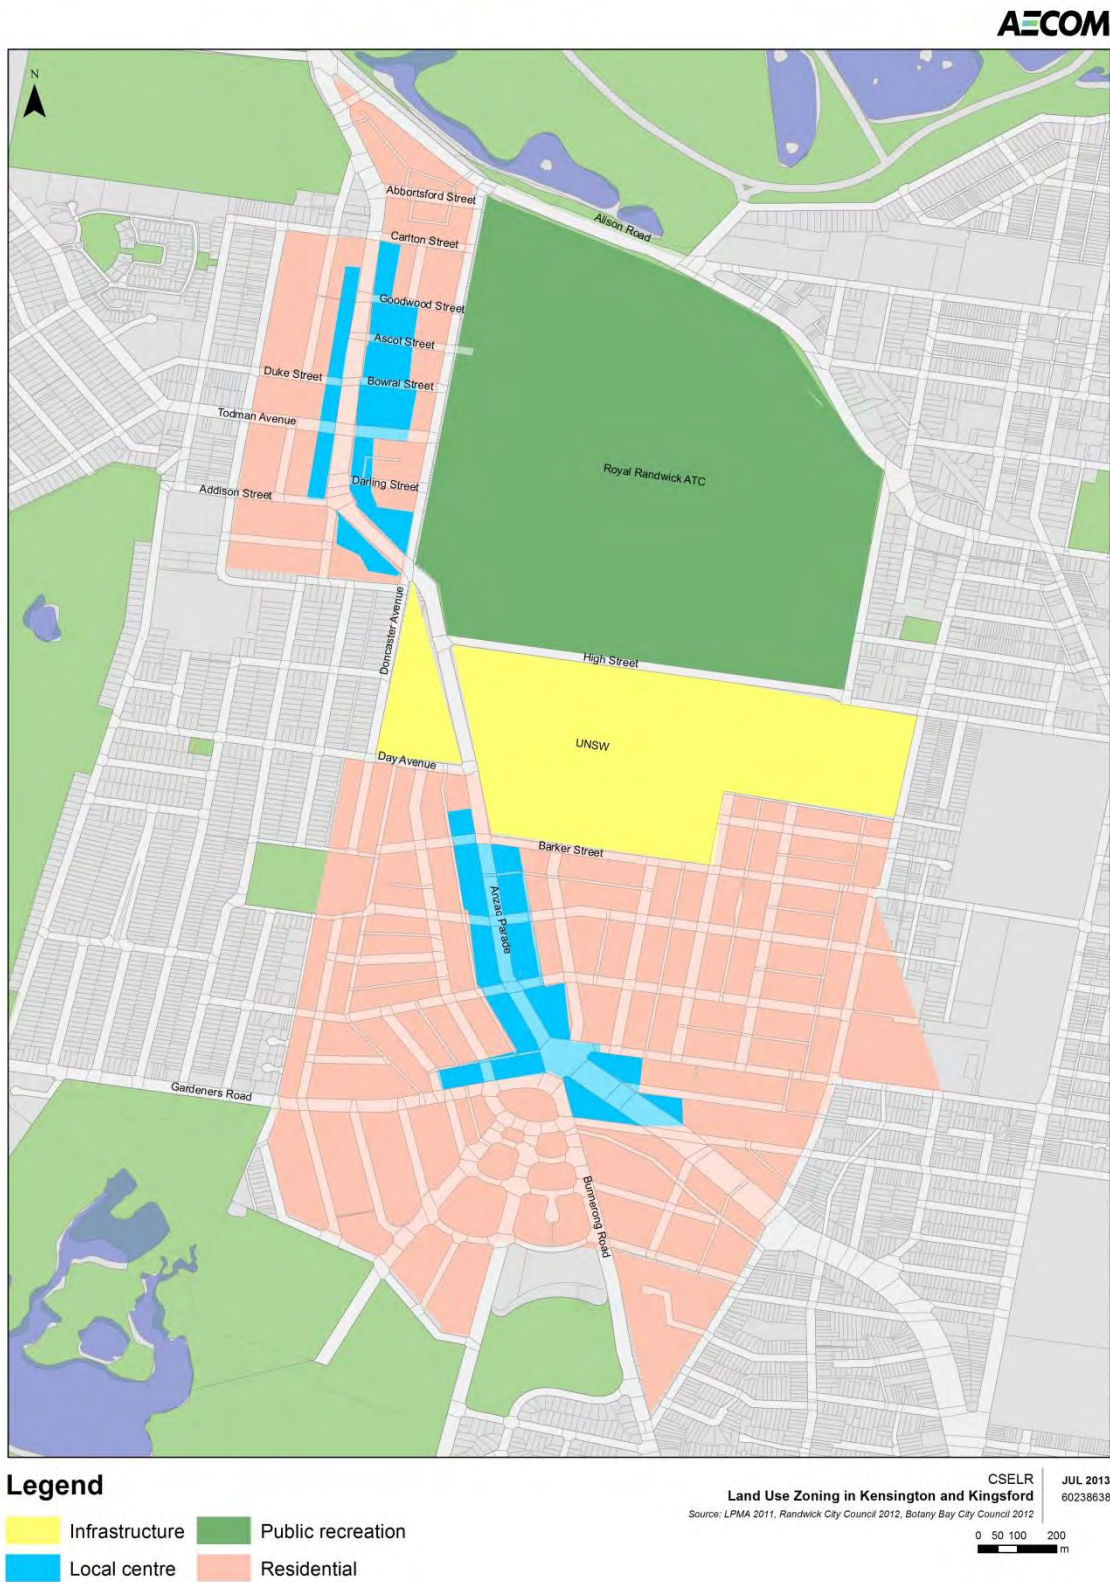 AECOM
N
Abbortsford Street
Alison Road
Carlton Street
Goodwood Street
Ascot Street
Duke Street
Bowral Street
Todman Avenue
Royal Randwick ATC
Darling Street
Addison Street
Doncaster Avenue
High Street
UNSW
Day Avenue
Barker Street
Anzac Parade
Gardeners Road
Bunnerong Road
Legend
Infrastructure
Public recreation
Local centre
Residential
CSELR
JUL 2013
Land Use Zoning in Kensington and Kingsford
60238638
Source: LPMA 2011, Randwick City Council 2012, Botany Bay City Council 2012
0 50 100 200
m